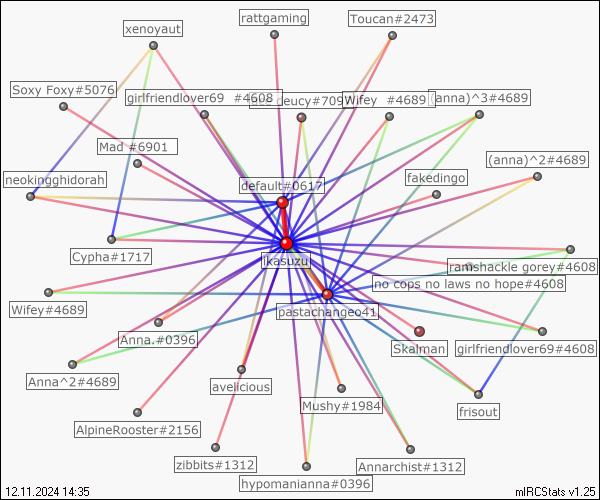 rattgaming
Toucan#2473
xenoyaut
Soxy Foxy#5076
girlfriendlover69 #4608
deucy#709
Wifey #4689
(anna)^3#4689
Mad #6901
(anna)^2#4689
neokingghidorah
default#0617
fakedingo
Cypha#1717
ikasuzu
ramshackle gorey#4608
no cops no laws no hope#4608
Wifey#4689
pastachangeo41
Anna.#0396
Skalman
girlfriendlover69#4608
Anna^2#4689
avelicious
Mushy#1984
frisout
AlpineRooster#2156
zibbits#1312
Annarchist#1312
hypomanianna#0396
12.11.2024 14:35
mIRCStats v1.25